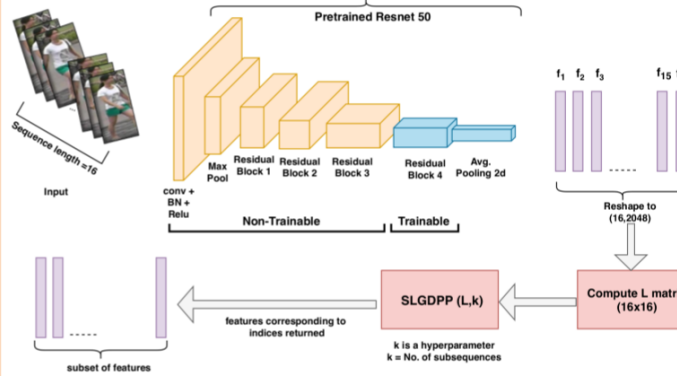 Pretrained Resnet 50
f1 f2 f3 f15
Sequence length =16
Input
conv +
BN +
Relu
Max
Pool
Residual
Block 1
Residual
Block 2
Residual
Block 3
Residual
Block 4
Avg.
Pooling 2d
Non-Trainable
Trainable
Reshape to
(16,2048)
Compute L matr
(16x16)
SLGDPP (L,k)
k is a hyperparameter
k = No. of subsequences
features corresponding to
indices returned
subset of features